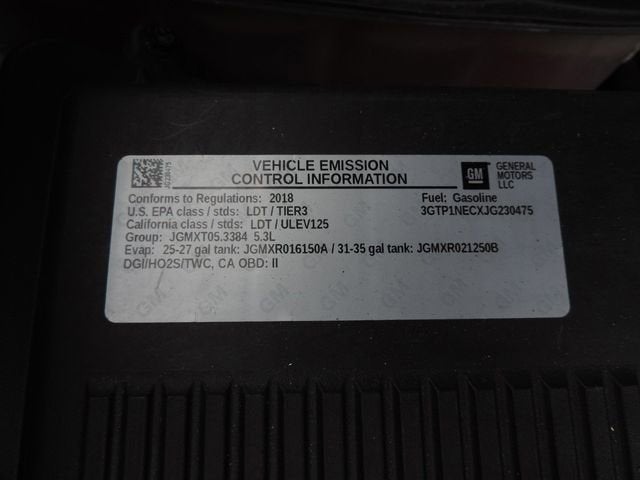 JG230475
VEHICLE EMISSION
CONTROL INFORMATION
GM
GENERAL
MOTORS
LLC
Conforms to Regulations: 2018
Fuel: Gasoline
U.S. EPA class / stds: LDT / TIER3
3GTP1NECXJG230475
California class / stds: LDT / ULEV125
Group: JGMXT05.3384 5.3L
Evap: 25-27 gal tank: JGMXR016150A / 31-35 gal tank: JGMXR021250B
DGI/HO2S/TWC, CA OBD: II